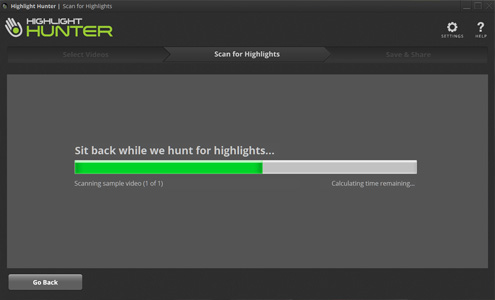 Highlight Hunter | Scan for Highlights
HIGHLIGHT
HUNTER
SETTINGS
HELP
Select Videos
Scan for Highlights
Save & Share
Sit back while we hunt for highlights...
Scanning sample video (1 of 1)
Calculating time remaining...
Go Back